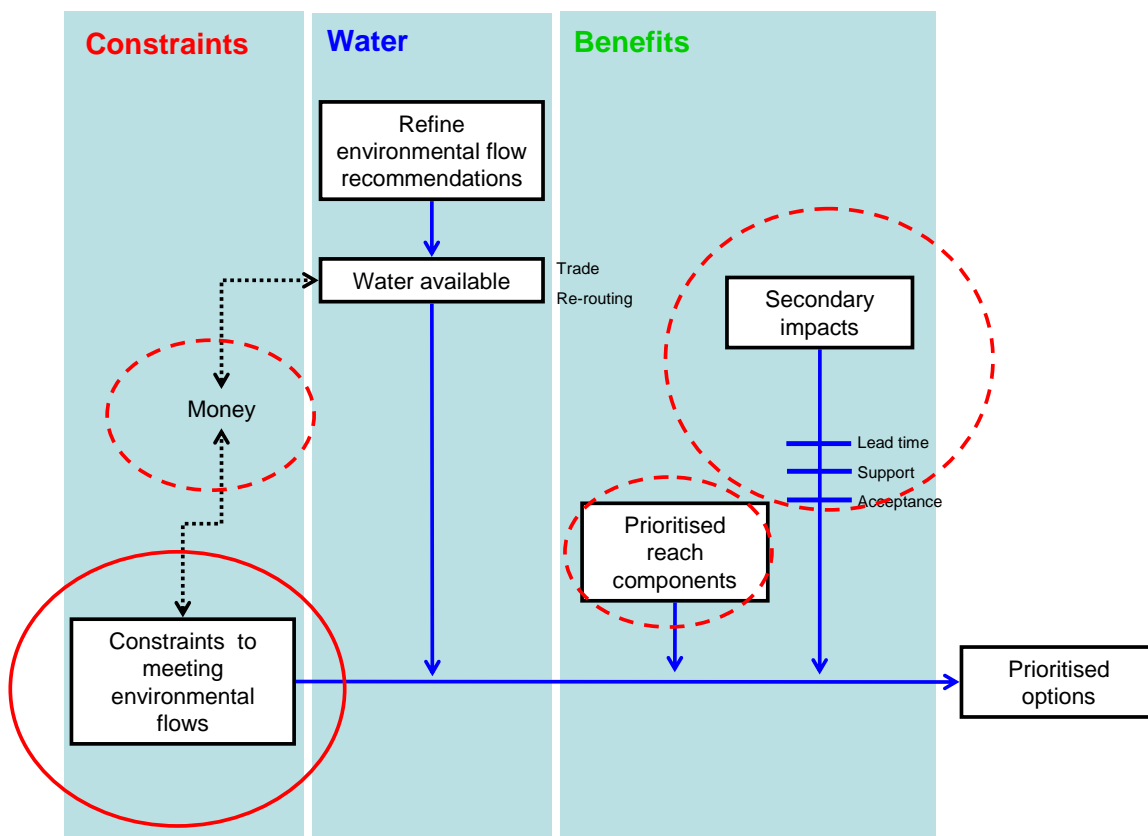 Constraints
Water
Benefits
Refine
environmental flow
recommendations
Water available
Trade
Re-routing
Secondary
impacts
Money
Lead time
Support
Acceptance
Prioritised
reach
components
Constraints to
meeting
environmental
flows
Prioritised
options